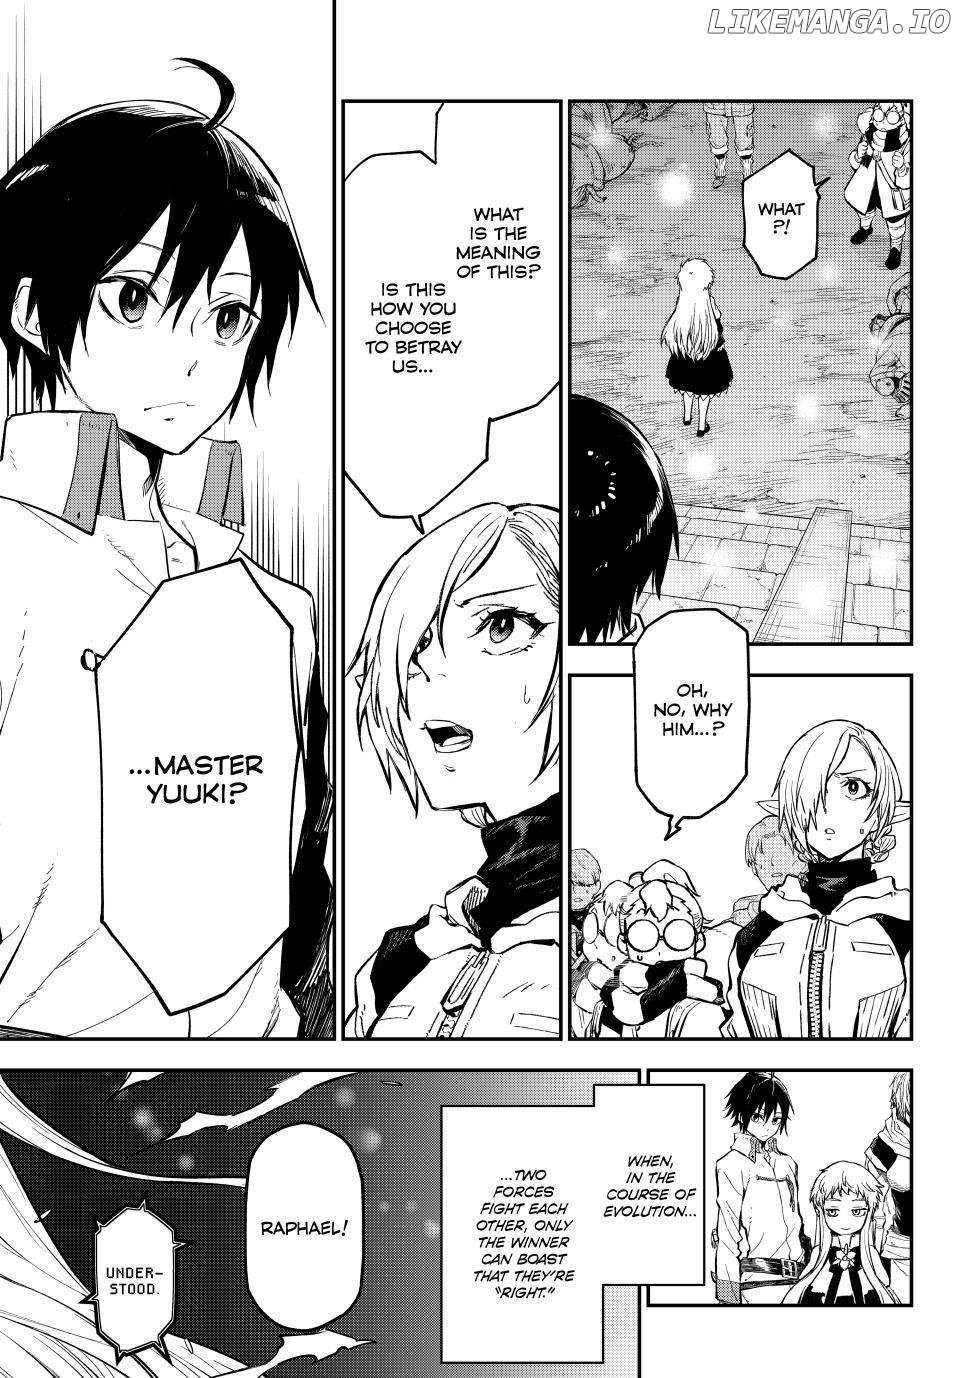 LIKEMANGA.IO
WHAT
?!
OH,
NO, WHY
HIM...?
WHAT
IS THE
MEANING
OF THIS?
IS THIS
HOW YOU
CHOOSE
TO BETRAY
US...
...MASTER
YUUKI?
WHEN,
IN THE
COURSE OF
EVOLUTION...
...TWO
FORCES
FIGHT EACH
OTHER, ONLY
THE WINNER
CAN BOAST
THAT THEY'RE
"RIGHT."
RAPHAEL!
UNDER-
STOOD.